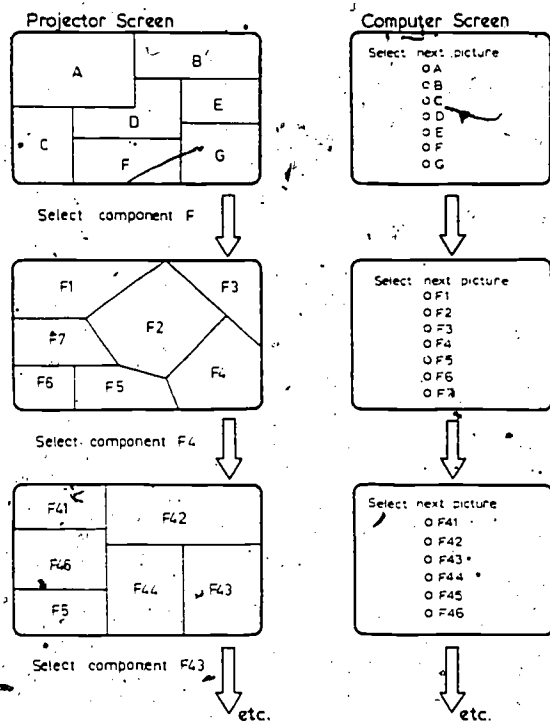 Projector Screen
A
B
C
D
E
F
G
Select component F
F1
F2
F3
F4
F5
F6
F7
Select component F4
F41
F42
F46
F44
F43
F5
Select component F43
etc.
Computer Screen
Select next picture
A
B
C
D
E
F
G
Select next picture
F1
F2
F3
F4
F5
F6
F7
Select next picture
F41
F42
F43
F44
F45
F46
etc.